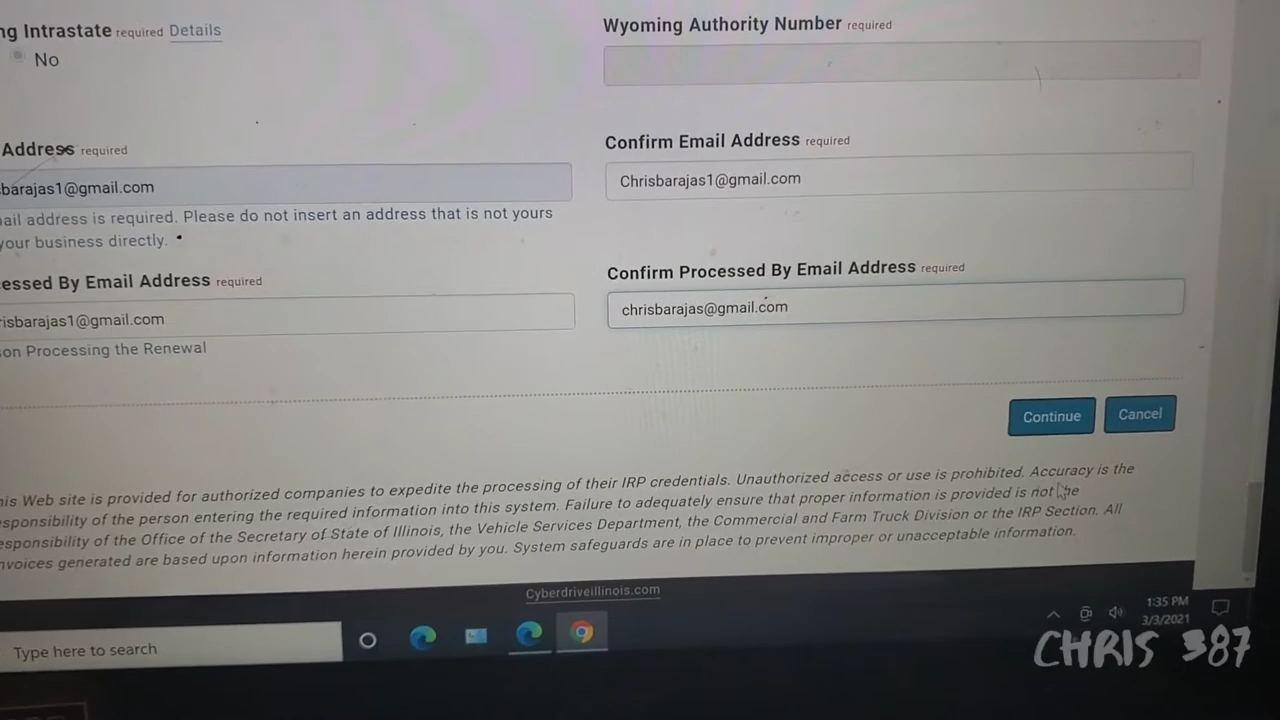 ng Intrastate required Details
No
Wyoming Authority Number required
Address required
Confirm Email Address required
sbarajas1@gmail.com
Chrisbarajas1@gmail.com
ail address is required. Please do not insert an address that is not yours
your business directly.
essed By Email Address required
Confirm Processed By Email Address required
risbarajas1@gmail.com
chrisbarajas@gmail.com
on Processing the Renewal
Continue
Cancel
his Web site is provided for authorized companies to expedite the processing of their IRP credentials. Unauthorized access or use is prohibited. Accuracy is the
esponsibility of the person entering the required information into this system. Failure to adequately ensure that proper information is provided is not the
esponsibility of the Office of the Secretary of State of Illinois, the Vehicle Services Department, the Commercial and Farm Truck Division or the IRP Section. All
nvoices generated are based upon information herein provided by you. System safeguards are in place to prevent improper or unacceptable information.
Cyberdriveillinois.com
Type here to search
1:35 PM
3/3/2021
CHRIS 387